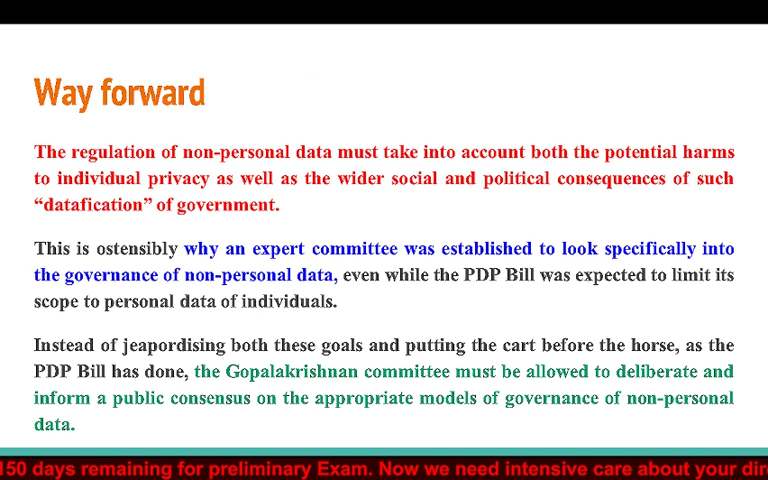 Way forward
The regulation of non-personal data must take into account both the potential harms
to individual privacy as well as the wider social and political consequences of such
“datafication” of government.
This is ostensibly why an expert committee was established to look specifically into
the governance of non-personal data, even while the PDP Bill was expected to limit its
scope to personal data of individuals.
Instead of jeapordising both these goals and putting the cart before the horse, as the
PDP Bill has done, the Gopalakrishnan committee must be allowed to deliberate and
inform a public consensus on the appropriate models of governance of non-personal
data.
150 days remaining for preliminary Exam. Now we need intensive care about your dire